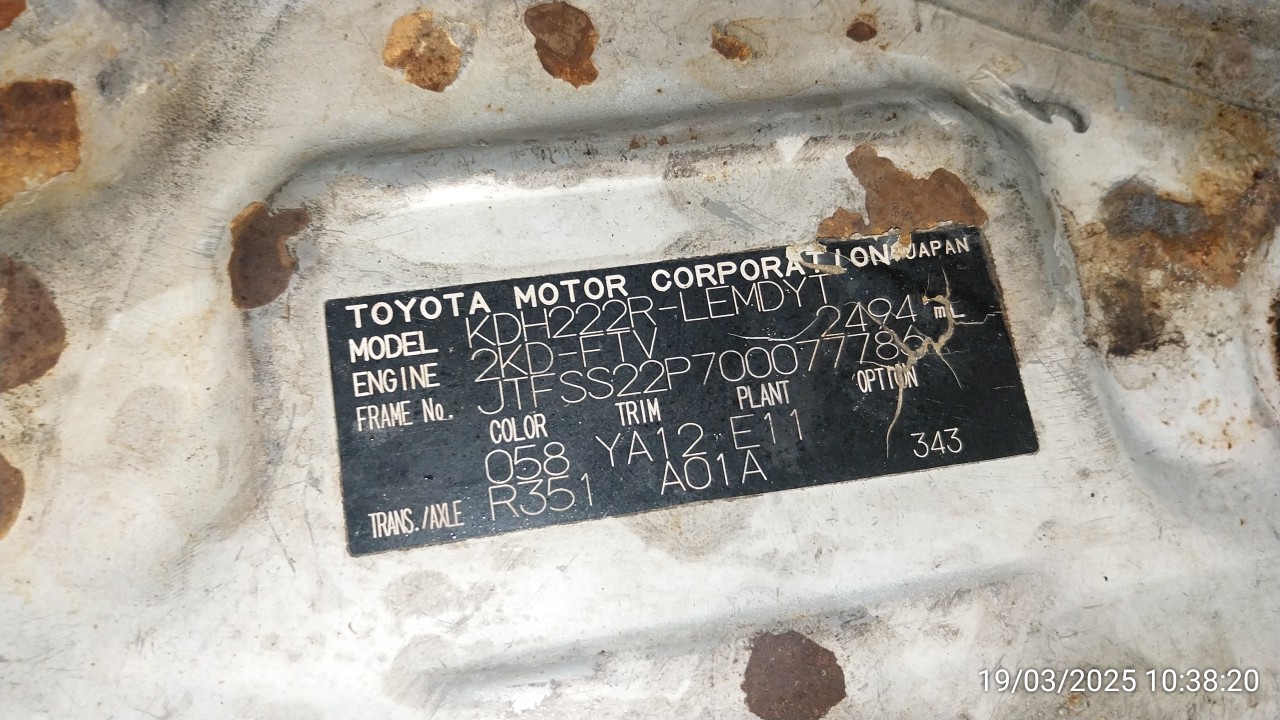 TOYOTA MOTOR CORPORATION JAPAN
MODEL KDH222R-LEMDYT
ENGINE 2KD-FTV 2494 mL
FRAME No. JTFSS22P700077786
COLOR TRIM PLANT OPTION
058 YA12 E11
TRANS./AXLE R351 A01A 343
19/03/2025 10:38:20